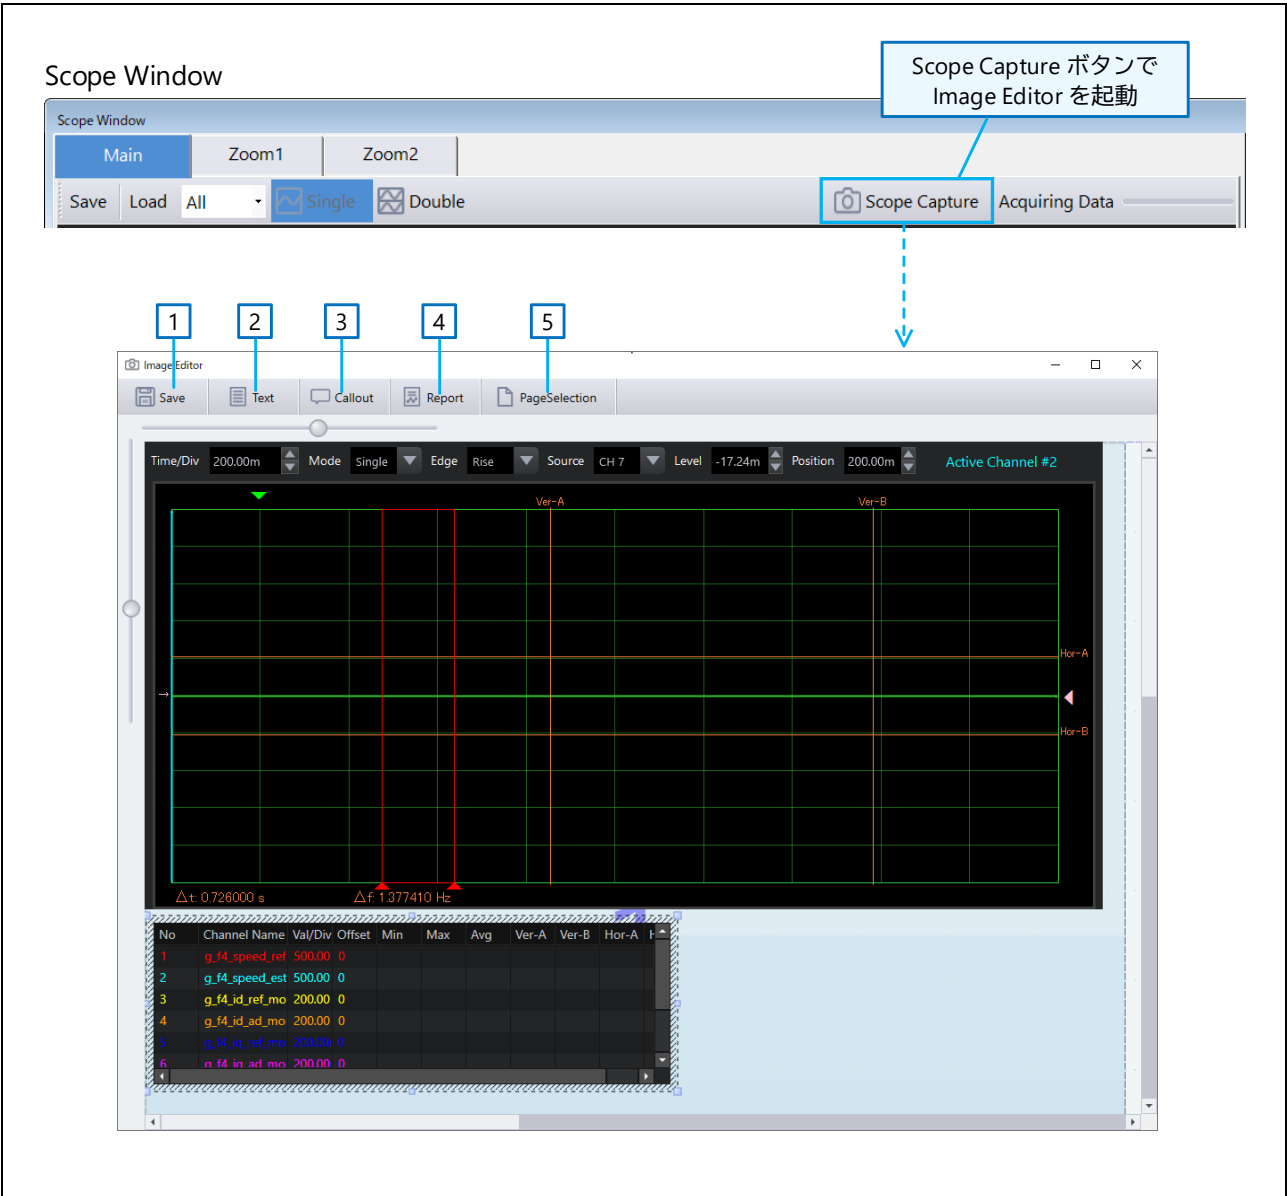 Scope Window
Scope Capture ボタンで
Image Editor を起動
Scope Window
Main Zoom1 Zoom2
Save Load All Single Double Scope Capture Acquiring Data
1 2 3 4 5
Image Editor
Save Text Callout Report PageSelection
Time/Div 200.00m Mode Single Edge Rise Source CH 7 Level -17.24m Position 200.00m Active Channel #2
Ver-A Ver-B
Hor-A
Hor-B
△t: 0.726000 s △f: 1.377410 Hz
No Channel Name Val/Div Offset Min Max Avg Ver-A Ver-B Hor-A H
1 g_f4_speed_ref 500.00 0
2 g_f4_speed_est 500.00 0
3 g_f4_id_ref_mo 200.00 0
4 g_f4_id_ad_mo 200.00 0
5 g_f4_iq_ref_mo 200.00 0
6 g_f4_iq_ad_mo 200.00 0